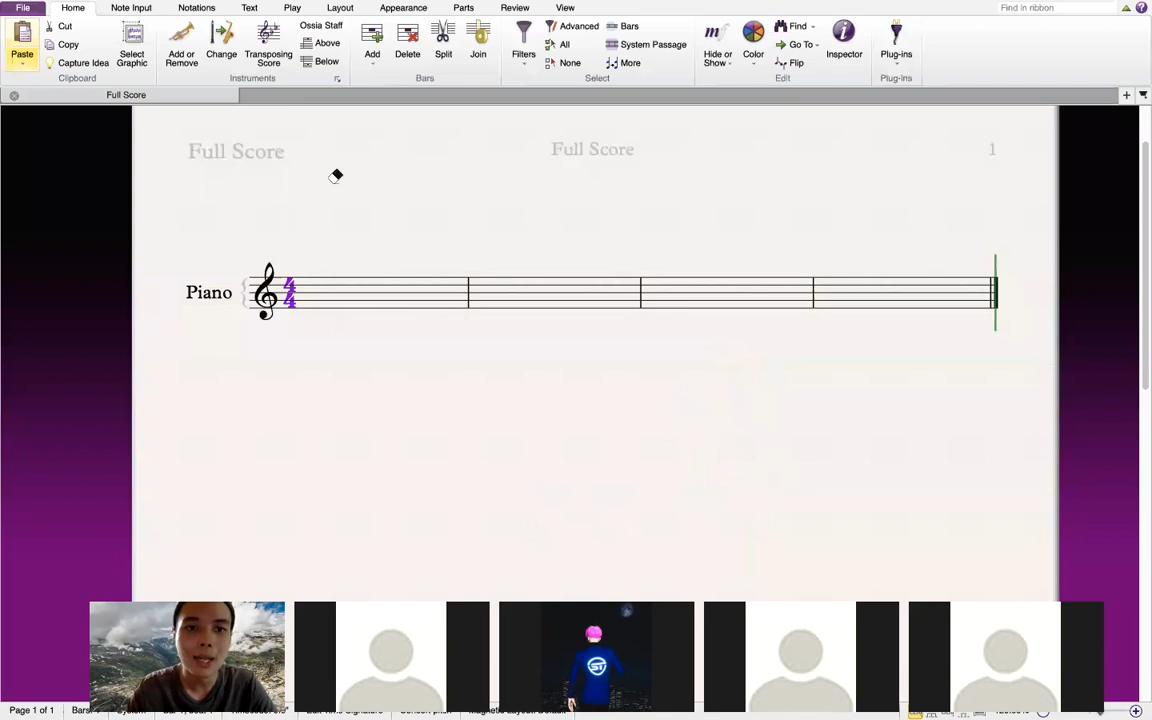 File Home Note Input Notations Text Play Layout Appearance Parts Review View Find in ribbon
Paste
Cut
Copy
Capture Idea
Select Graphic
Clipboard
Add or Remove
Change
Transposing Score
Ossia Staff
Above
Below
Instruments
Add
Delete
Split
Join
Bars
Filters
Advanced
All
None
Bars
System Passage
More
Select
Hide or Show
Color
Find
Go To
Flip
Inspector
Edit
Plug-ins
Plug-ins
Full Score
Full Score Full Score 1
Piano
4
4
ST
Page 1 of 1